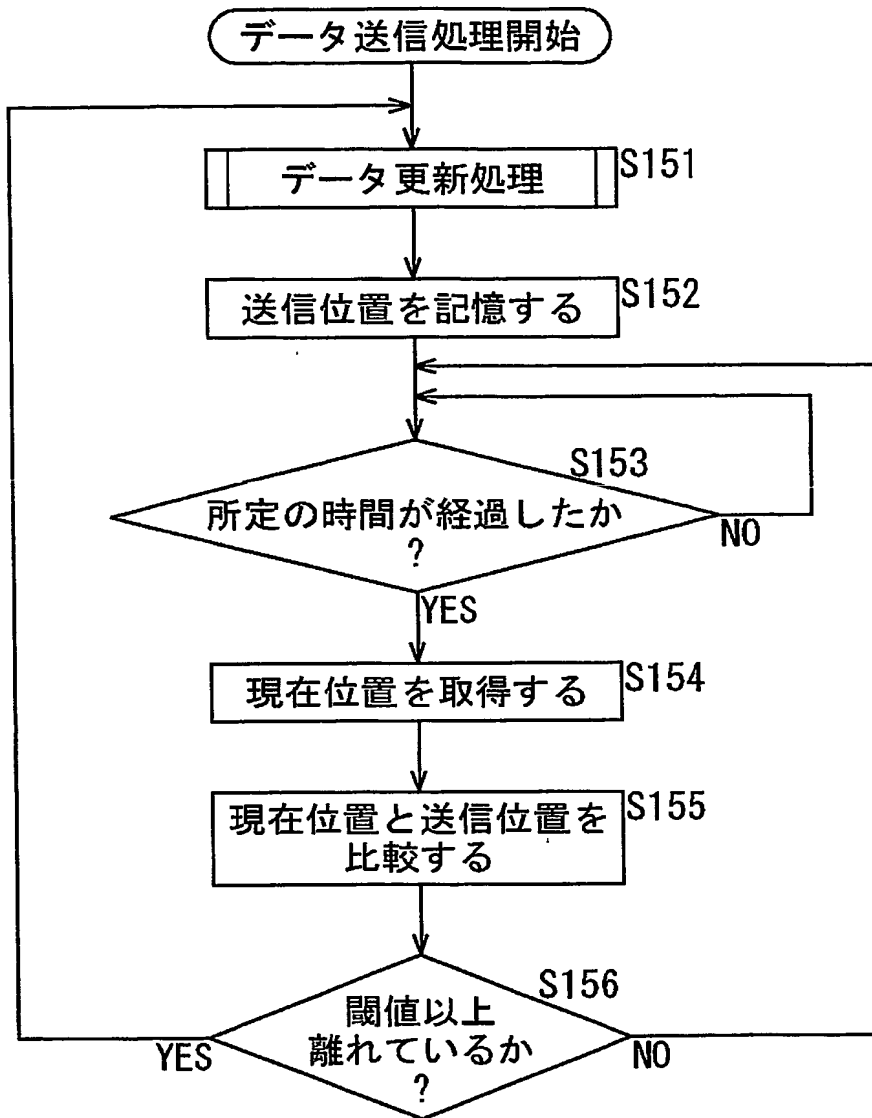 データ送信処理開始
データ更新処理
S151
送信位置を記憶する
S152
S153
所定の時間が経過したか
?
NO
YES
現在位置を取得する
S154
現在位置と送信位置を
比較する
S155
S156
閾値以上
離れているか
?
YES
NO